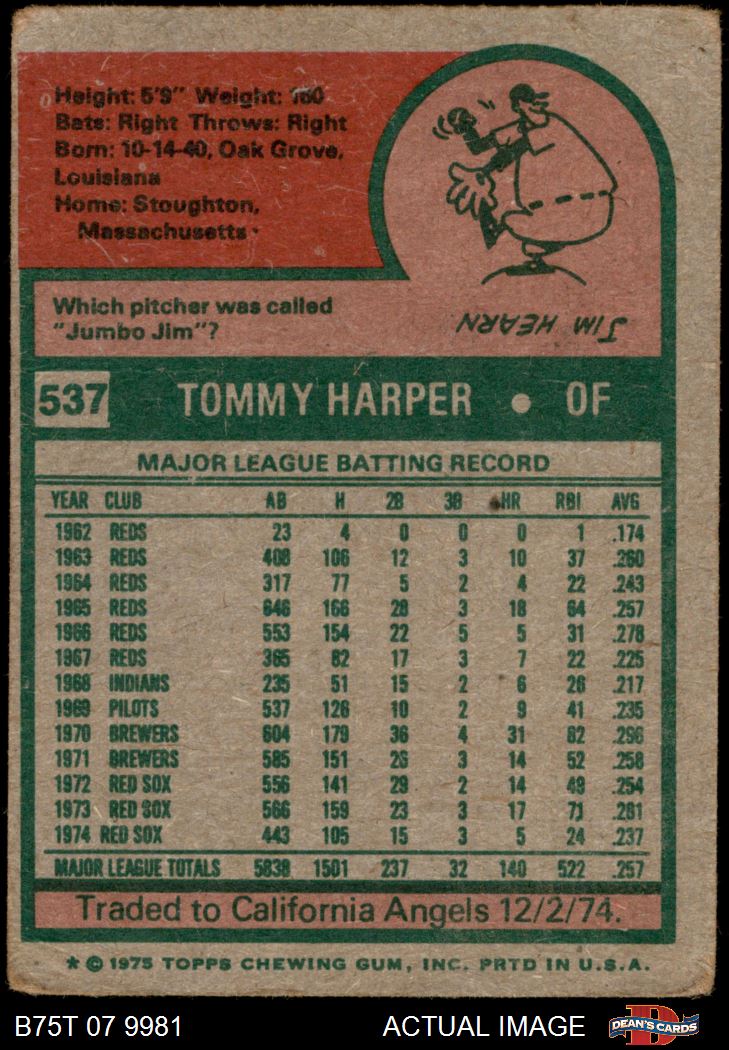 Height: 5'9" Weight: 160
Bats: Right Throws: Right
Born: 10-14-40, Oak Grove,
Louisiana
Home: Stoughton,
Massachusetts
Which pitcher was called
"Jumbo Jim"?
JIM HEARN
537 TOMMY HARPER • OF
MAJOR LEAGUE BATTING RECORD
YEAR CLUB AB H 2B 3B HR RBI AVG
1962 REDS 23 4 0 0 0 1 .174
1963 REDS 408 106 12 3 10 37 .260
1964 REDS 317 77 5 2 4 22 .243
1965 REDS 646 166 28 3 18 64 .257
1966 REDS 553 154 22 5 5 31 .278
1967 REDS 365 82 17 3 7 22 .225
1968 INDIANS 235 51 15 2 6 26 .217
1969 PILOTS 537 126 10 2 9 41 .235
1970 BREWERS 604 179 36 4 31 82 .296
1971 BREWERS 585 151 26 3 14 52 .258
1972 RED SOX 556 141 29 2 14 49 .254
1973 RED SOX 566 159 23 3 17 71 .281
1974 RED SOX 443 105 15 3 5 24 .237
MAJOR LEAGUE TOTALS 5838 1501 237 32 140 522 .257
Traded to California Angels 12/2/74.
* © 1975 TOPPS CHEWING GUM, INC. PRTD IN U.S.A.
B75T 07 9981 ACTUAL IMAGE DEAN'S CARDS